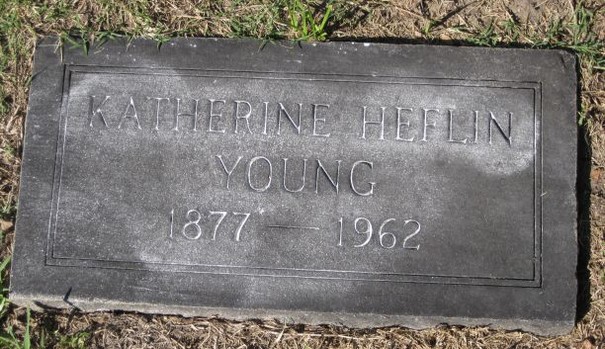 KATHERINE HEFLIN
YOUNG
1877 — 1962